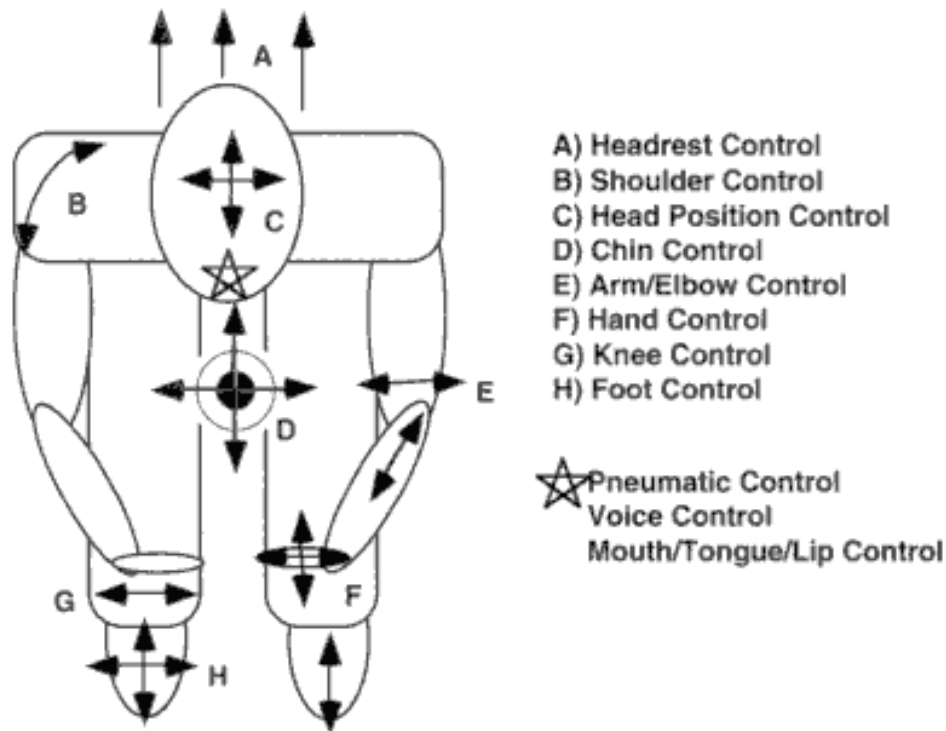 A
B
C
D
E
F
G
H
A) Headrest Control
B) Shoulder Control
C) Head Position Control
D) Chin Control
E) Arm/Elbow Control
F) Hand Control
G) Knee Control
H) Foot Control
Pneumatic Control
Voice Control
Mouth/Tongue/Lip Control